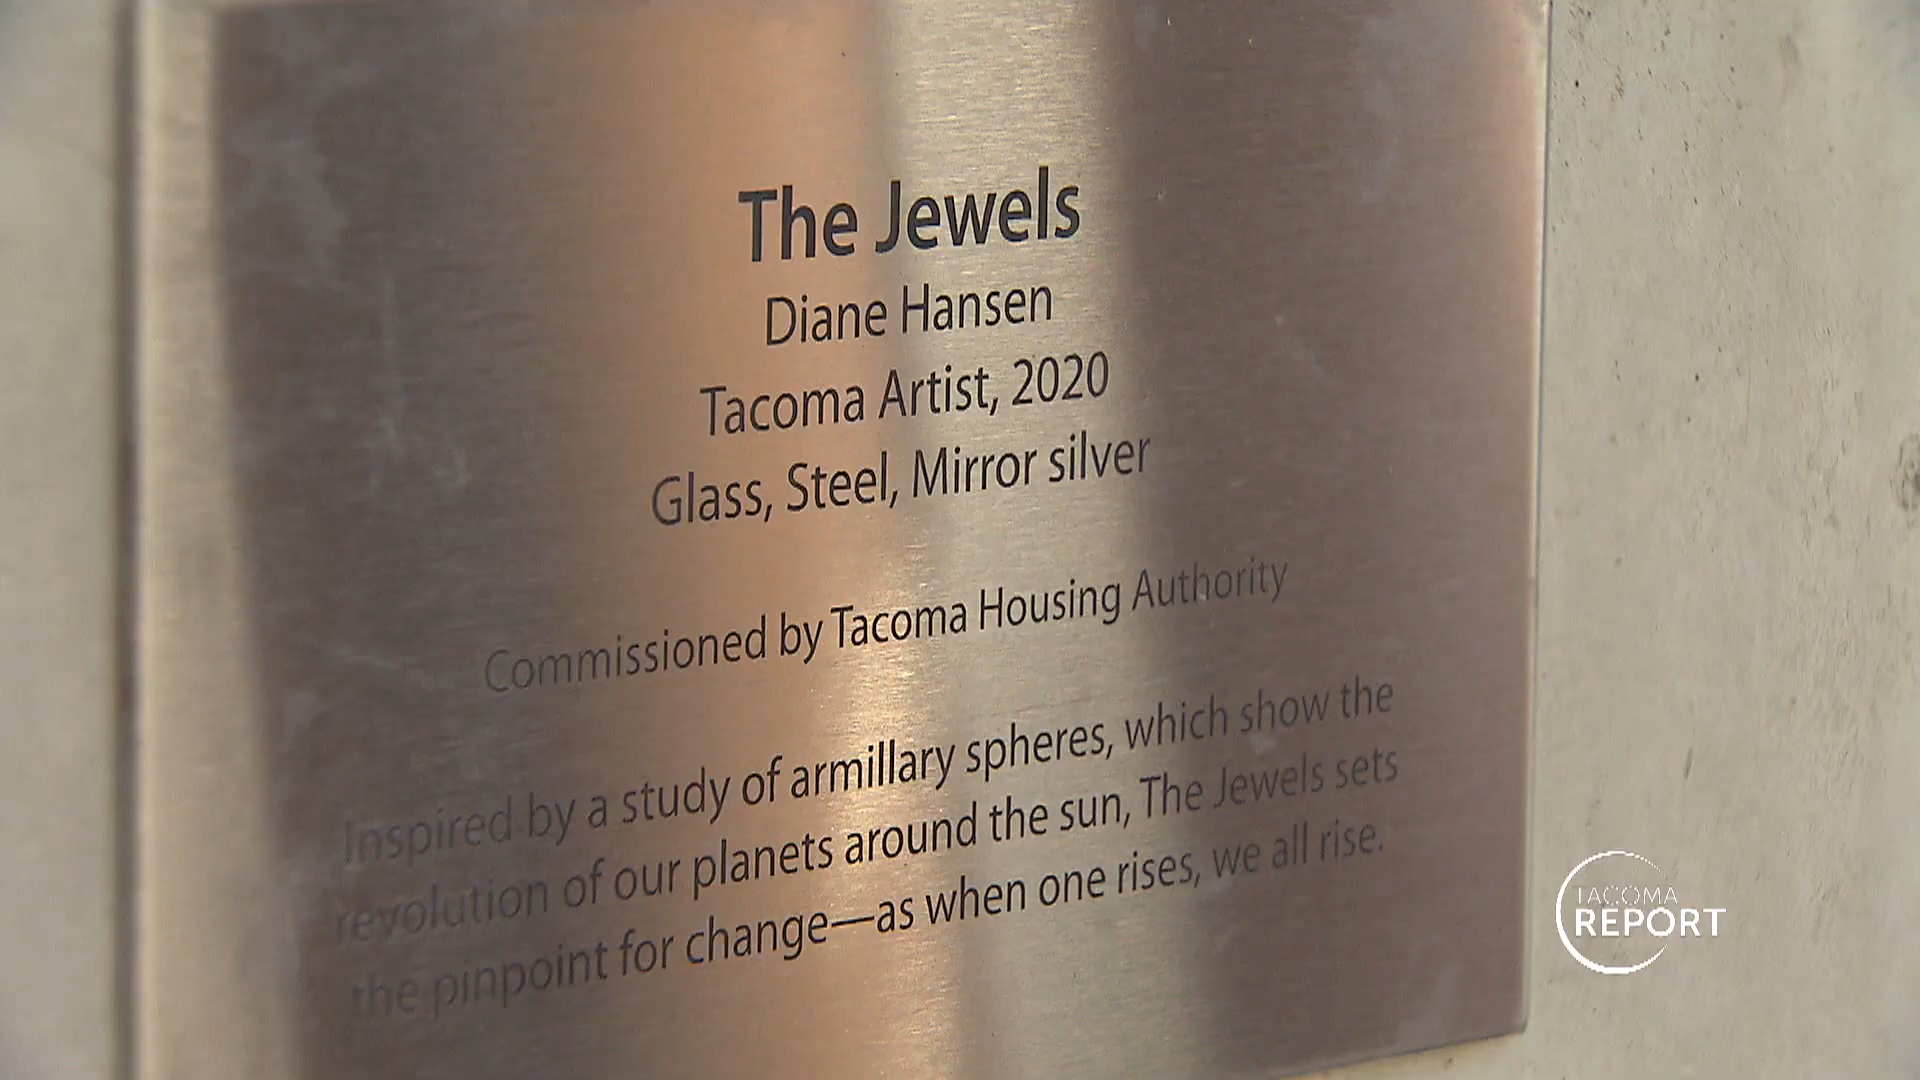 The Jewels
Diane Hansen
Tacoma Artist, 2020
Glass, Steel, Mirror silver
Commissioned by Tacoma Housing Authority
Inspired by a study of armillary spheres, which show the
revolution of our planets around the sun, The Jewels sets
the pinpoint for change—as when one rises, we all rise.
TACOMA
REPORT